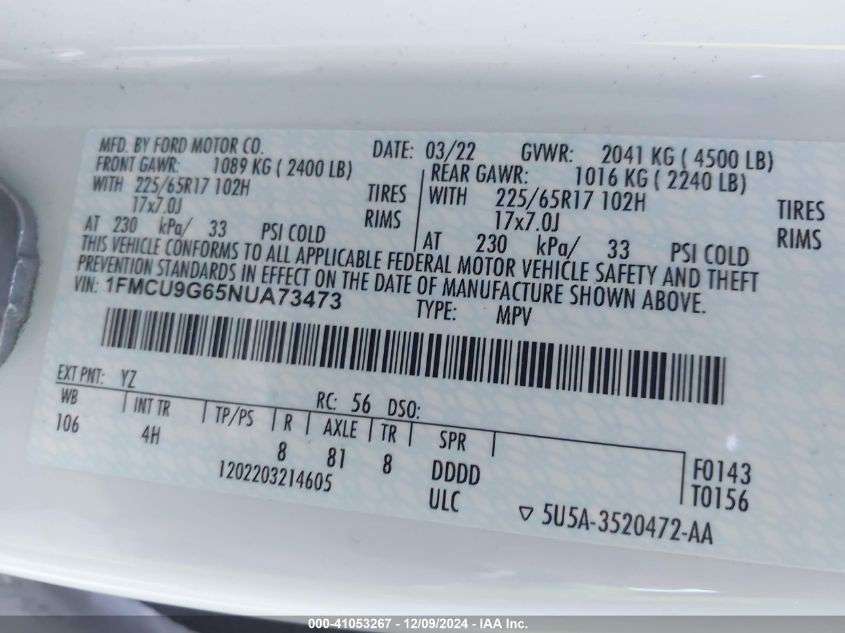 MFD. BY FORD MOTOR CO. DATE: 03/22 GVWR: 2041 KG ( 4500 LB)
FRONT GAWR: 1089 KG ( 2400 LB) REAR GAWR: 1016 KG ( 2240 LB)
WITH 225/65R17 102H TIRES WITH 225/65R17 102H TIRES
17x7.0J RIMS 17x7.0J RIMS
AT 230 kPa/ 33 PSI COLD AT 230 kPa/ 33 PSI COLD
THIS VEHICLE CONFORMS TO ALL APPLICABLE FEDERAL MOTOR VEHICLE SAFETY AND THEFT
PREVENTION STANDARDS IN EFFECT ON THE DATE OF MANUFACTURE SHOWN ABOVE.
VIN: 1FMCU9G65NUA73473 TYPE: MPV
EXT PNT: YZ RC: 56 DSO:
WB INT TR TP/PS R AXLE TR SPR
106 4H 8 81 8 DDDD F0143
1202203214605 ULC T0156
5U5A-3520472-AA
000-41053267 - 12/09/2024 - IAA Inc.